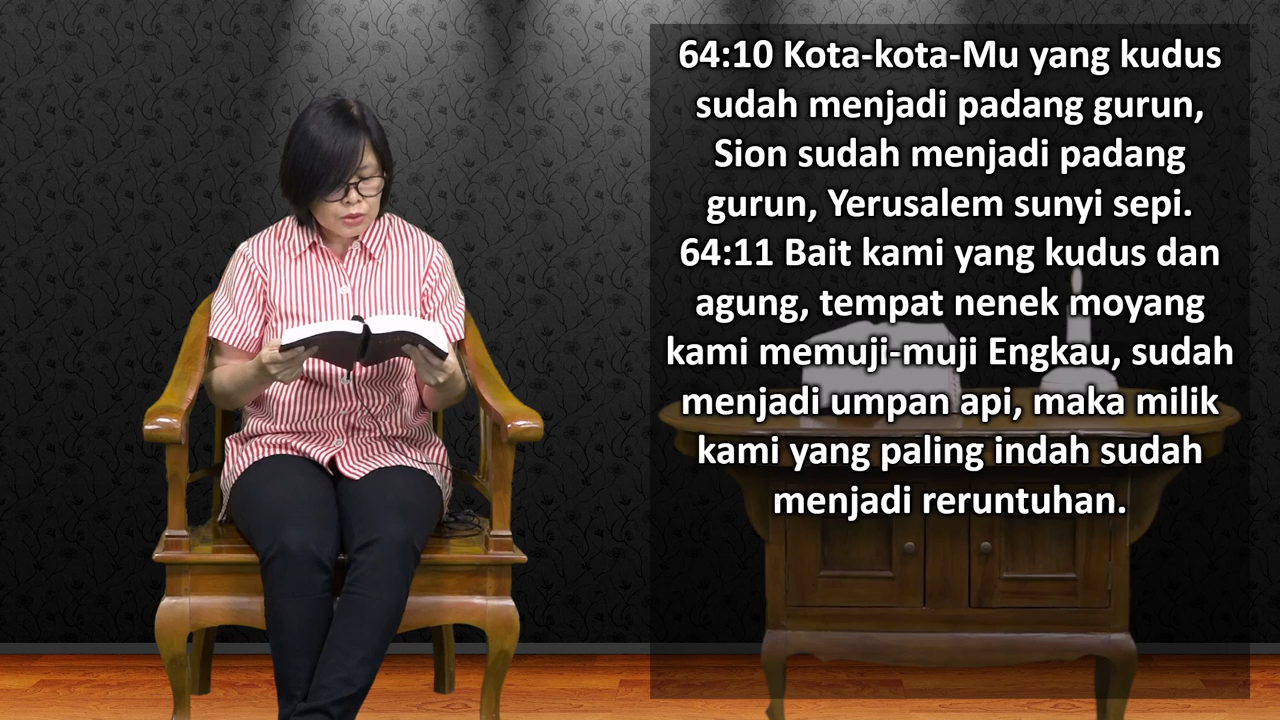 64:10 Kota-kota-Mu yang kudus
sudah menjadi padang gurun,
Sion sudah menjadi padang
gurun, Yerusalem sunyi sepi.
64:11 Bait kami yang kudus dan
agung, tempat nenek moyang
kami memuji-muji Engkau, sudah
menjadi umpan api, maka milik
kami yang paling indah sudah
menjadi reruntuhan.